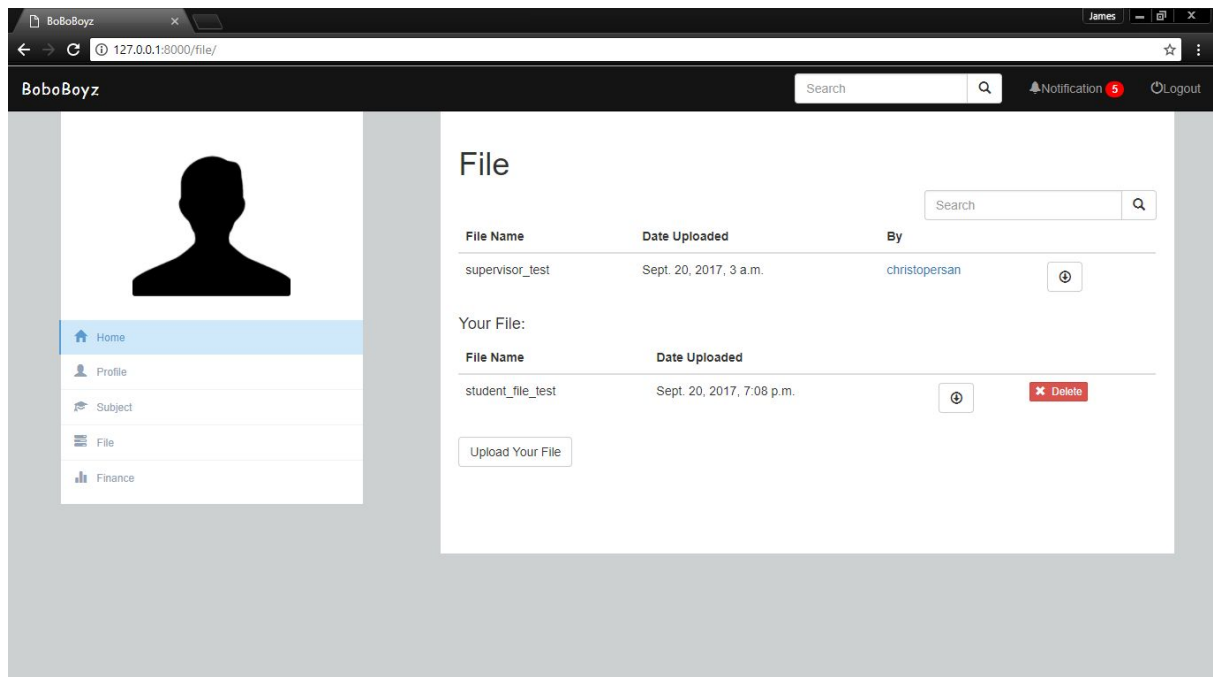 BoBoBoyz
James
127.0.0.1:8000/file/
BoboBoyz
Search
Notification 5
Logout
File
Search
File Name Date Uploaded By
supervisor_test Sept. 20, 2017, 3 a.m. christopersan
Home
Profile
Subject
File
Finance
Your File:
File Name Date Uploaded
student_file_test Sept. 20, 2017, 7:08 p.m. Delete
Upload Your File